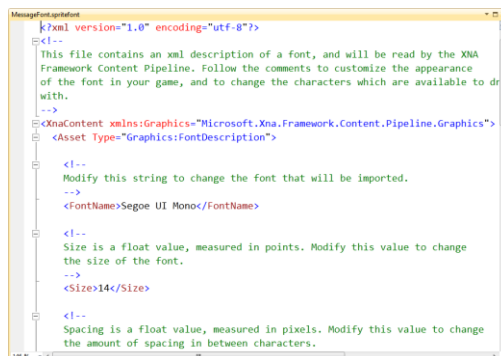 MessageFont.spritefont
<?xml version="1.0" encoding="utf-8"?>
<!--
This file contains an xml description of a font, and will be read by the XNA
Framework Content Pipeline. Follow the comments to customize the appearance
of the font in your game, and to change the characters which are available to dr
with.
-->
<XnaContent xmlns:Graphics="Microsoft.Xna.Framework.Content.Pipeline.Graphics">
<Asset Type="Graphics:FontDescription">
<!--
Modify this string to change the font that will be imported.
-->
<FontName>Segoe UI Mono</FontName>
<!--
Size is a float value, measured in points. Modify this value to change
the size of the font.
-->
<Size>14</Size>
<!--
Spacing is a float value, measured in pixels. Modify this value to change
the amount of spacing in between characters.